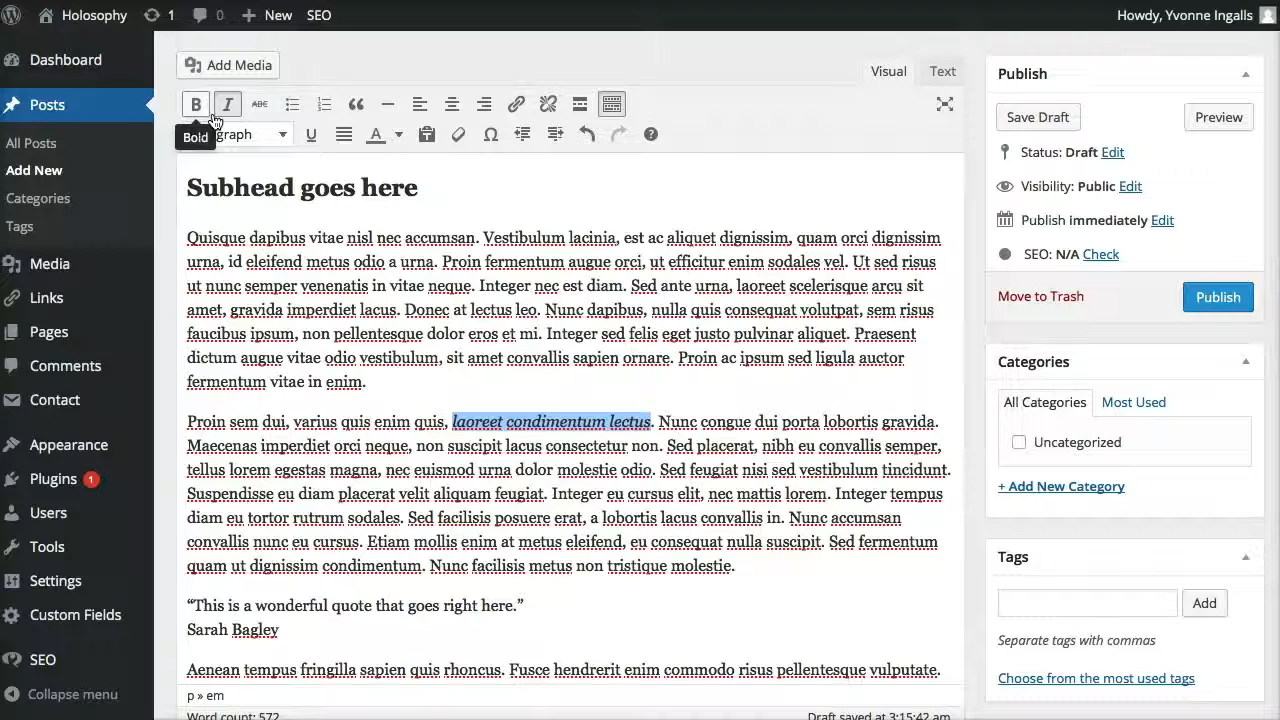 Holosophy 1 0 New SEO Howdy, Yvonne Ingalls
Dashboard
Posts
All Posts
Add New
Categories
Tags
Media
Links
Pages
Comments
Contact
Appearance
Plugins 1
Users
Tools
Settings
Custom Fields
SEO
Collapse menu
Add Media
Visual Text
B I ABC
Bold
graph U A
Subhead goes here
Quisque dapibus vitae nisl nec accumsan. Vestibulum lacinia, est ac aliquet dignissim, quam orci dignissim
urna, id eleifend metus odio a urna. Proin fermentum augue orci, ut efficitur enim sodales vel. Ut sed risus
ut nunc semper venenatis in vitae neque. Integer nec est diam. Sed ante urna, laoreet scelerisque arcu sit
amet, gravida imperdiet lacus. Donec at lectus leo. Nunc dapibus, nulla quis consequat volutpat, sem risus
faucibus ipsum, non pellentesque dolor eros et mi. Integer sed felis eget justo pulvinar aliquet. Praesent
dictum augue vitae odio vestibulum, sit amet convallis sapien ornare. Proin ac ipsum sed ligula auctor
fermentum vitae in enim.
Proin sem dui, varius quis enim quis, laoreet condimentum lectus. Nunc congue dui porta lobortis gravida.
Maecenas imperdiet orci neque, non suscipit lacus consectetur non. Sed placerat, nibh eu convallis semper,
tellus lorem egestas magna, nec euismod urna dolor molestie odio. Sed feugiat nisi sed vestibulum tincidunt.
Suspendisse eu diam placerat velit aliquam feugiat. Integer eu cursus elit, nec mattis lorem. Integer tempus
diam eu tortor rutrum sodales. Sed facilisis posuere erat, a lobortis lacus convallis in. Nunc accumsan
convallis nunc eu cursus. Etiam mollis enim at metus eleifend, eu consequat nulla suscipit. Sed fermentum
quam ut dignissim condimentum. Nunc facilisis metus non tristique molestie.
“This is a wonderful quote that goes right here.”
Sarah Bagley
Aenean tempus fringilla sapien quis rhoncus. Fusce hendrerit enim commodo risus pellentesque vulputate.
p » em
Word count: 572 Draft saved at 3:15:42 am
Publish
Save Draft Preview
Status: Draft Edit
Visibility: Public Edit
Publish immediately Edit
SEO: N/A Check
Move to Trash Publish
Categories
All Categories Most Used
Uncategorized
+ Add New Category
Tags
Add
Separate tags with commas
Choose from the most used tags